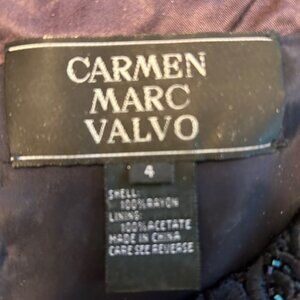 CARMEN
MARC
VALVO
4
SHELL:
100%RAYON
LINING:
100%ACETATE
MADE IN CHINA
CARE SEE REVERSE